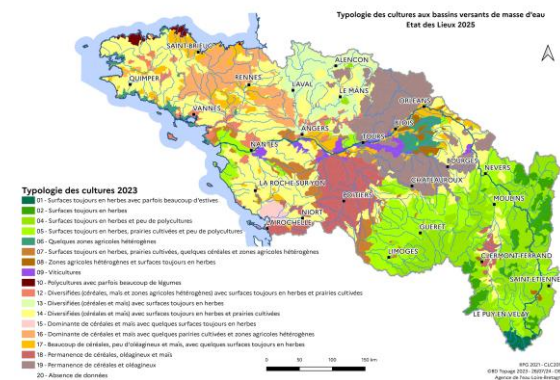 Typologie des cultures aux bassins versants de masse d'eau
Etat des Lieux 2025
SAINT-BRIEUC
ALENCON
QUIMPER
RENNES
LAVAL
LE MANS
ORLEANS
VANNES
ANGERS
BLOIS
TOURS
NANTES
BOURGES
NEVERS
CHATEAUROUX
LA ROCHE-SUR-YON
MOULINS
POITIERS
NIORT
LA ROCHELLE
GUERET
LIMOGES
CLERMONT-FERRAND
SAINT-ETIENNE
LE PUY-EN-VELAY
Typologie des cultures 2023
01 - Surfaces toujours en herbes avec parfois beaucoup d'estives
02 - Surfaces toujours en herbes
04 - Surfaces toujours en herbes et peu de polycultures
05 - Surfaces toujours en herbes, prairies cultivées et peu de polycultures
06 - Quelques zones agricoles hétérogènes
07 - Surfaces toujours en herbes, prairies cultivées, quelques céréales et zones agricoles hétérogènes
08 - Zones agricoles hétérogènes et surfaces toujours en herbes
09 - Viticultures
10 - Polycultures avec parfois beaucoup de légumes
12 - Diversifiées (céréales, maïs et zones agricoles hétérogènes) avec surfaces toujours en herbes et prairies cultivées
13 - Diversifiées (céréales et maïs) avec surfaces toujours en herbes
14 - Diversifiées (céréales et maïs) avec surfaces toujours en herbes et prairies cultivées
15 - Dominante de céréales et maïs avec quelques surfaces toujours en herbes
16 - Dominante de céréales et maïs avec quelques prairies cultivées et zones agricoles hétérogènes
17 - Beaucoup de céréales, peu d'oléagineux et maïs, avec quelques surfaces toujours en herbes
18 - Permanence de céréales, oléagineux et maïs
19 - Permanence de céréales et oléagineux
20 - Absence de données
0 50 100 150 km
Agence de l'eau Loire-Bretagne